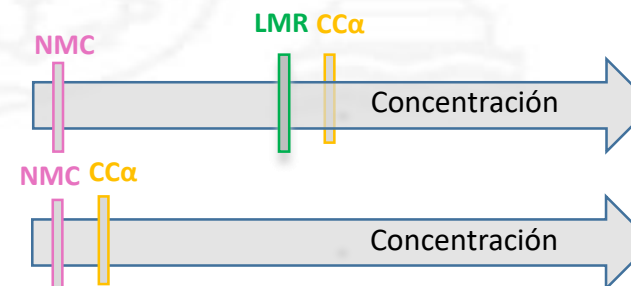 LMR CCα
NMC
Concentración
NMC CCα
Concentración